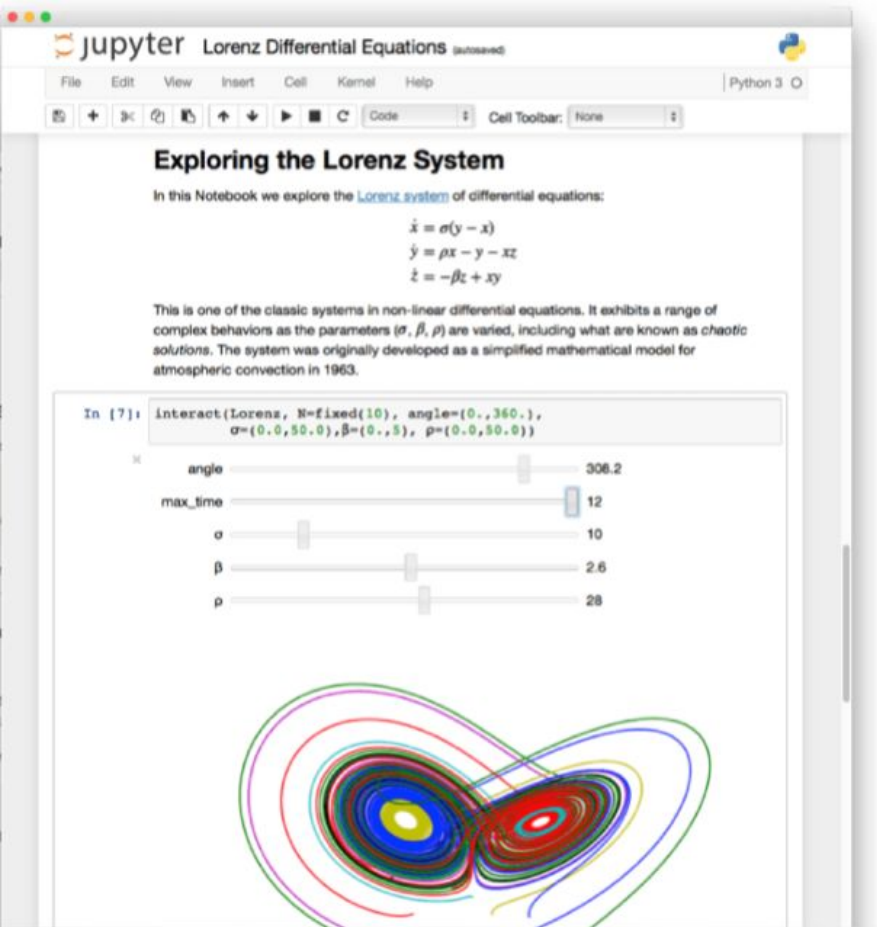 jupyter Lorenz Differential Equations (autosaved)
File Edit View Insert Cell Kernel Help Python 3
Code Cell Toolbar: None
Exploring the Lorenz System
In this Notebook we explore the Lorenz system of differential equations:
ẋ = σ(y − x)
ẏ = ρx − y − xz
ż = −βz + xy
This is one of the classic systems in non-linear differential equations. It exhibits a range of
complex behaviors as the parameters (σ, β, ρ) are varied, including what are known as chaotic
solutions. The system was originally developed as a simplified mathematical model for
atmospheric convection in 1963.
In [7]: interact(Lorenz, N=fixed(10), angle=(0.,360.),
σ=(0.0,50.0),β=(0.,5), ρ=(0.0,50.0))
angle 308.2
max_time 12
σ 10
β 2.6
ρ 28